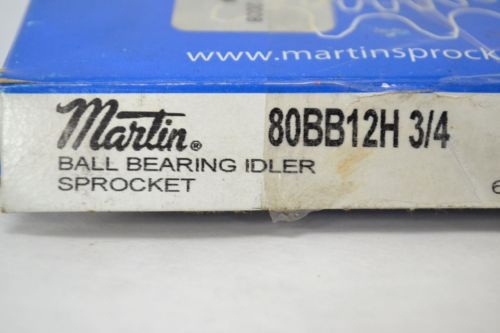 www.martinsprock
Martin®
80BB12H 3/4
BALL BEARING IDLER
SPROCKET